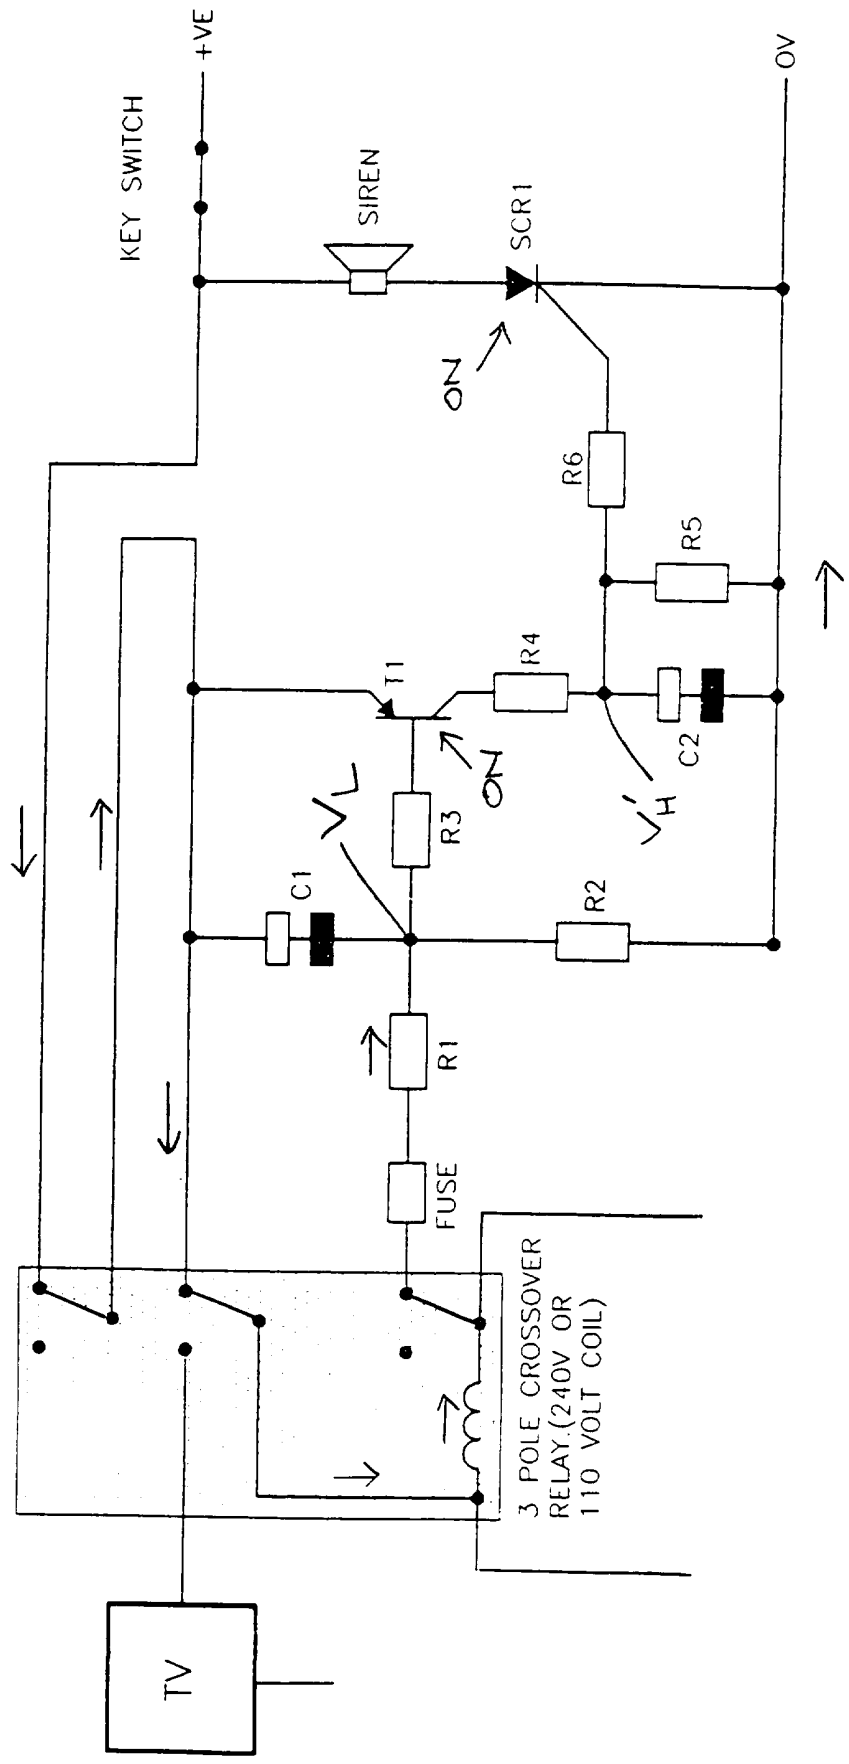 KEY SWITCH
+VE
SIREN
SCR1
ON
0V
R6
R5
T1
R4
ON
C2
V'H
VL
R3
C1
R2
R1
FUSE
3 POLE CROSSOVER
RELAY.(240V OR
110 VOLT COIL)
TV